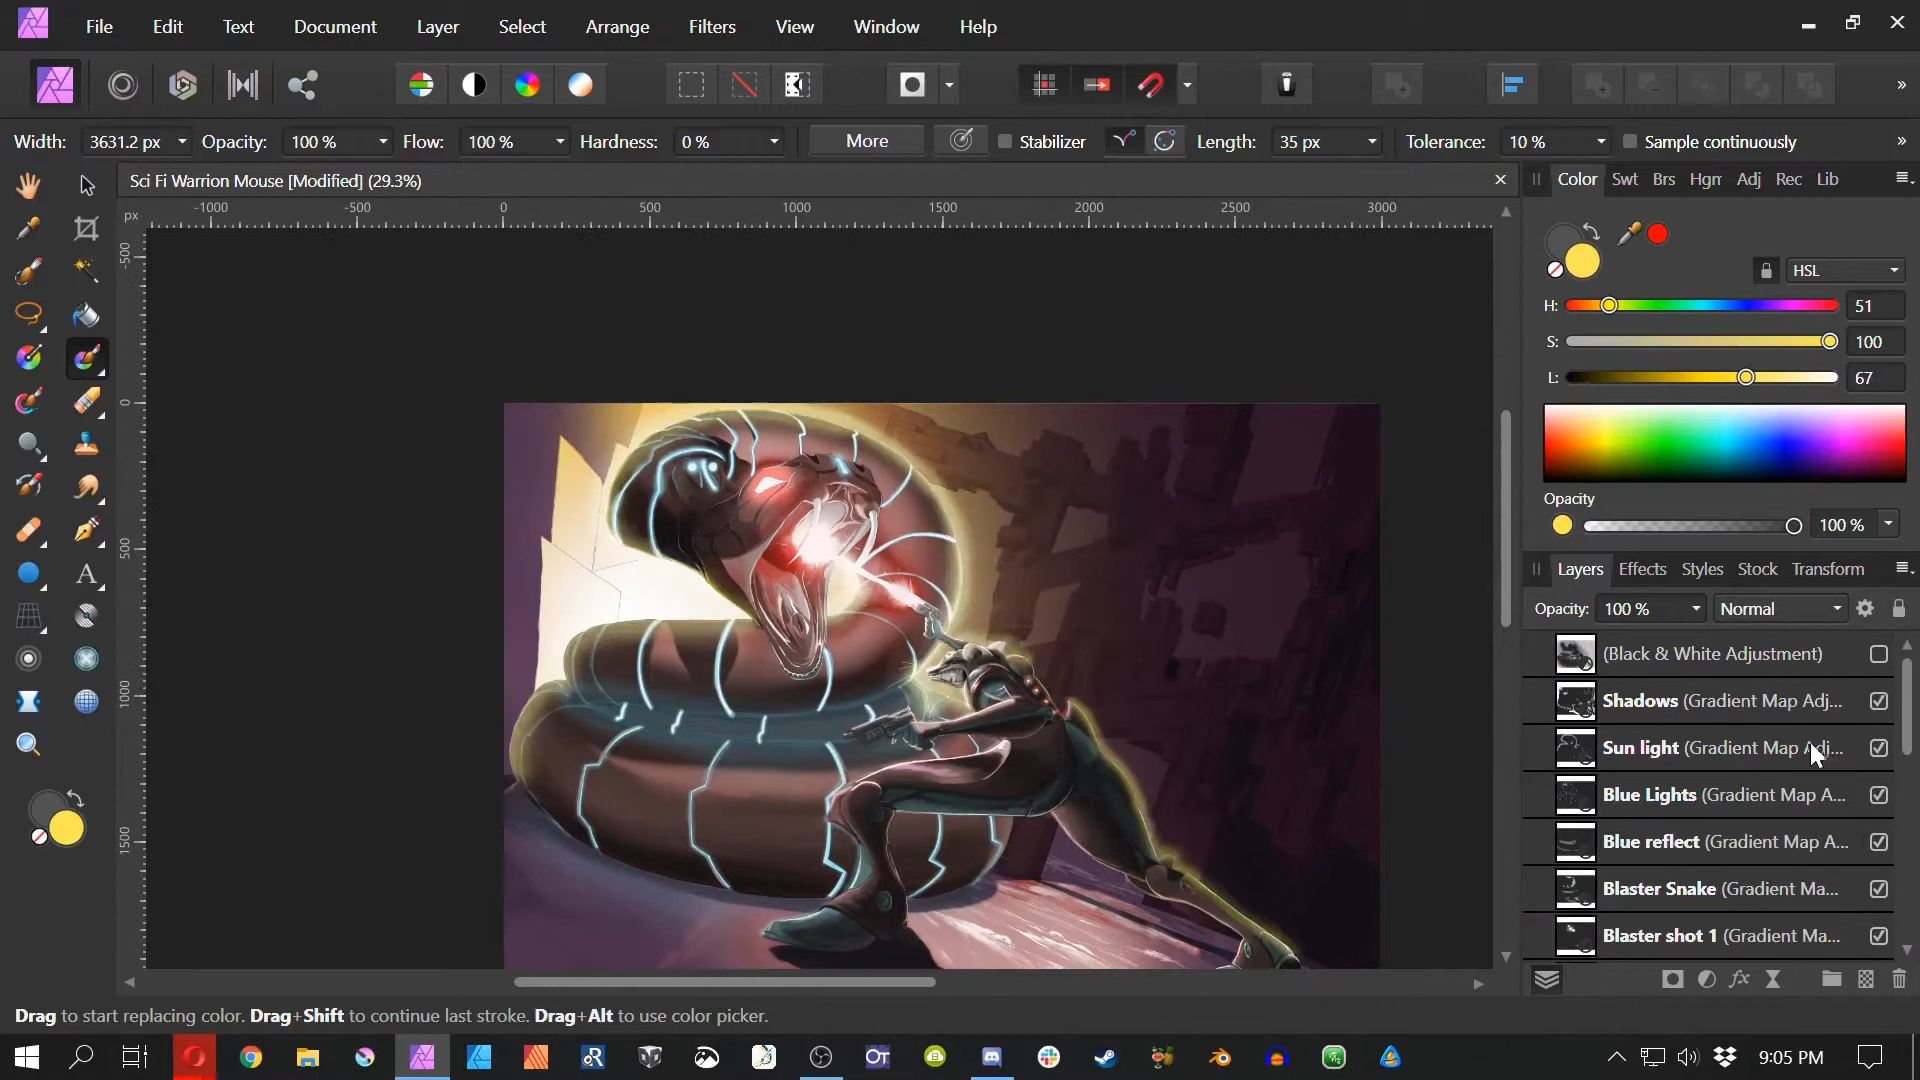 File Edit Text Document Layer Select Arrange Filters View Window Help
Width: 3631.2 px Opacity: 100 % Flow: 100 % Hardness: 0 % More Stabilizer Length: 35 px Tolerance: 10 % Sample continuously
Sci Fi Warrion Mouse [Modified] (29.3%)
Color Swt Brs Hgrr Adj Rec Lib
px -1000 -500 0 500 1000 1500 2000 2500 3000
-500
0
500
1000
1500
HSL
H: 51
S: 100
L: 67
Opacity
100 %
Layers Effects Styles Stock Transform
Opacity: 100 % Normal
(Black & White Adjustment)
Shadows (Gradient Map Adj...
Sun light (Gradient Map Adj...
Blue Lights (Gradient Map A...
Blue reflect (Gradient Map A...
Blaster Snake (Gradient Ma...
Blaster shot 1 (Gradient Ma...
Drag to start replacing color. Drag+Shift to continue last stroke. Drag+Alt to use color picker.
9:05 PM